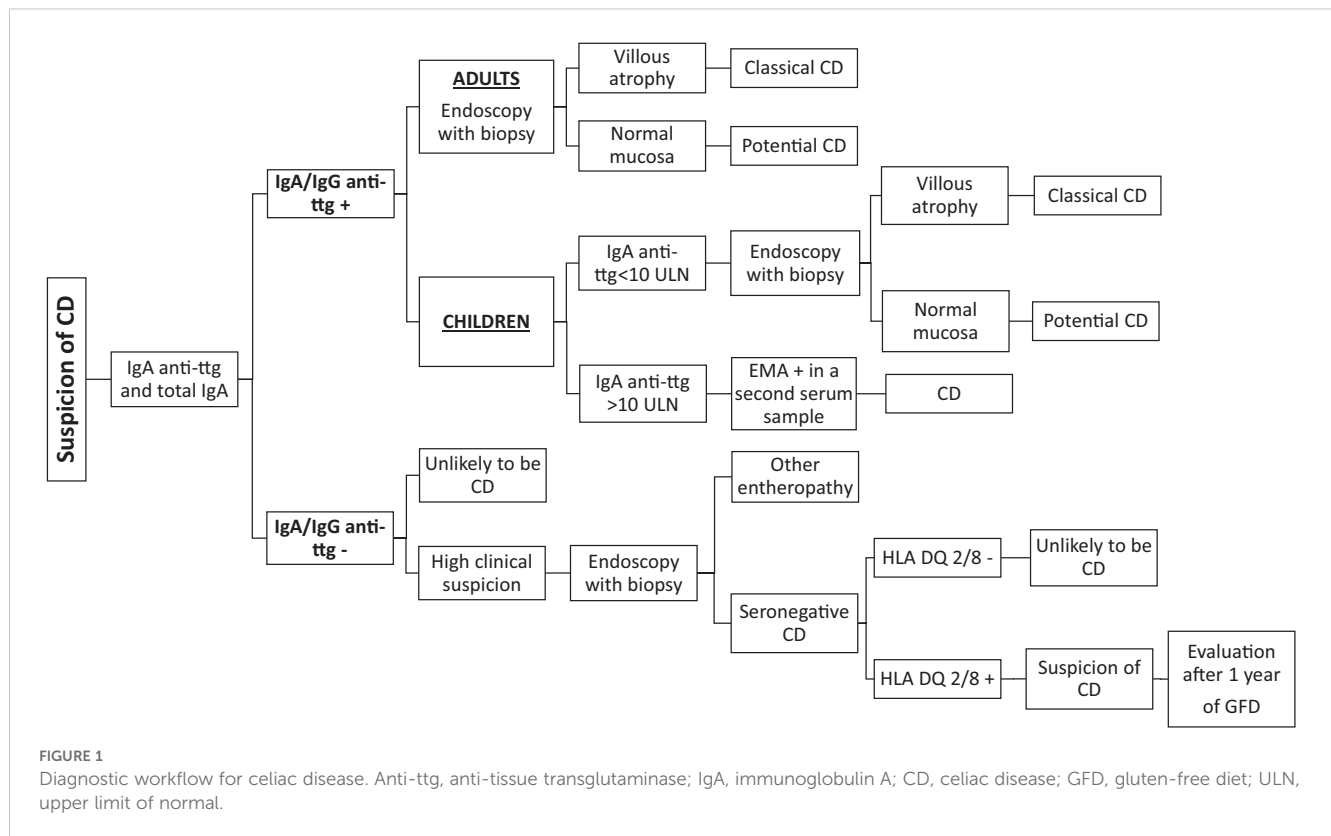 Suspicion of CD
IgA anti-ttg
and total IgA
IgA/IgG anti-
ttg +
ADULTS
Endoscopy
with biopsy
Villous
atrophy
Classical CD
Normal
mucosa
Potential CD
CHILDREN
IgA anti-
ttg<10 ULN
Endoscopy
with biopsy
Villous
atrophy
Classical CD
Normal
mucosa
Potential CD
IgA anti-ttg
>10 ULN
EMA + in a
second serum
sample
CD
IgA/IgG anti-
ttg -
Unlikely to be
CD
High clinical
suspicion
Endoscopy
with biopsy
Other
entheropathy
Seronegative
CD
HLA DQ 2/8 -
Unlikely to be
CD
HLA DQ 2/8 +
Suspicion of
CD
Evaluation
after 1 year
of GFD
FIGURE 1
Diagnostic workflow for celiac disease. Anti-ttg, anti-tissue transglutaminase; IgA, immunoglobulin A; CD, celiac disease; GFD, gluten-free diet; ULN,
upper limit of normal.